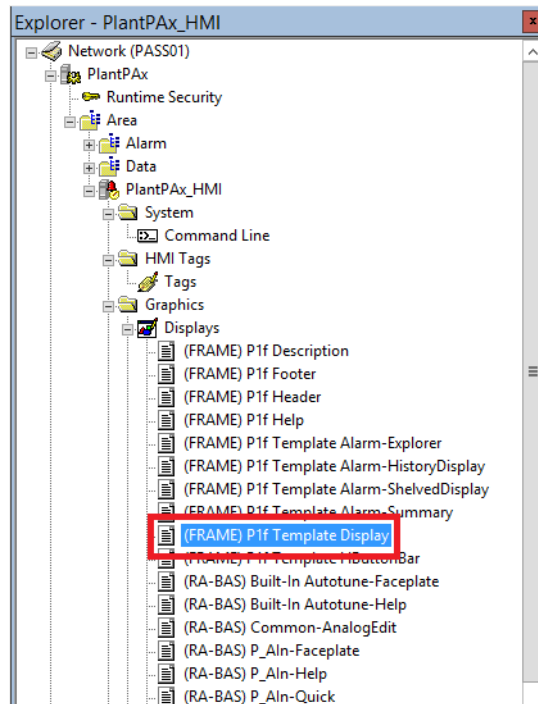 Explorer - PlantPAx_HMI
x
Network (PASS01)
PlantPAx
Runtime Security
Area
Alarm
Data
PlantPAx_HMI
System
Command Line
HMI Tags
Tags
Graphics
Displays
(FRAME) P1f Description
(FRAME) P1f Footer
(FRAME) P1f Header
(FRAME) P1f Help
(FRAME) P1f Template Alarm-Explorer
(FRAME) P1f Template Alarm-HistoryDisplay
(FRAME) P1f Template Alarm-ShelvedDisplay
(FRAME) P1f Template Alarm-Summary
(FRAME) P1f Template Display
(FRAME) P1f Template HButtonBar
(RA-BAS) Built-In Autotune-Faceplate
(RA-BAS) Built-In Autotune-Help
(RA-BAS) Common-AnalogEdit
(RA-BAS) P_AIn-Faceplate
(RA-BAS) P_AIn-Help
(RA-BAS) P_AIn-Quick